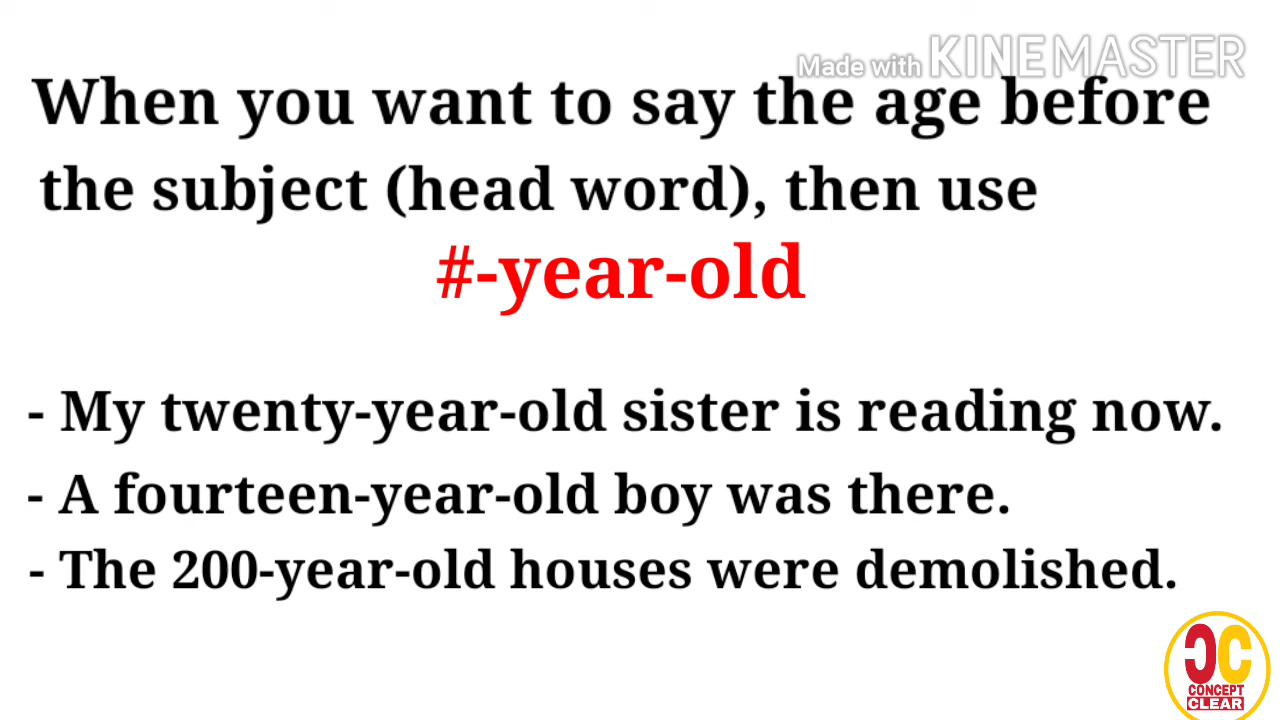 Made with KINEMASTER
When you want to say the age before
the subject (head word), then use
#-year-old
- My twenty-year-old sister is reading now.
- A fourteen-year-old boy was there.
- The 200-year-old houses were demolished.
CC
CONCEPT
CLEAR